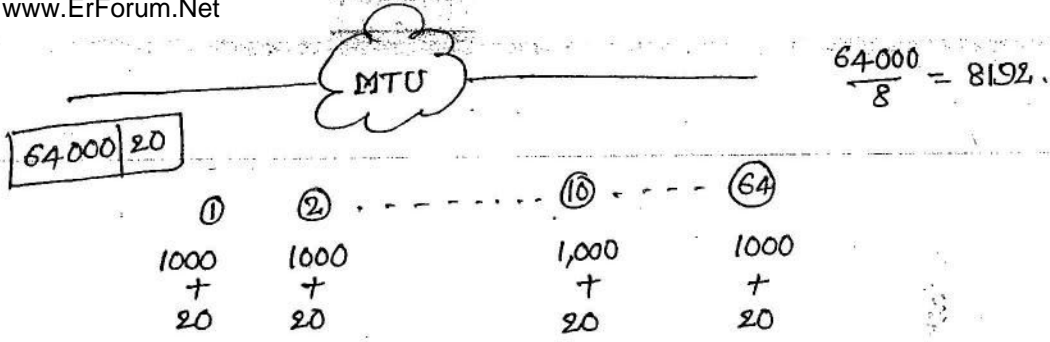 www.ErForum.Net
MTU
64000
8 = 8192.
64000 20
① ② . - - - - - - ... ⑩ . - - - - ㉞
1000 1000 1,000 1000
+ + + +
20 20 20 20